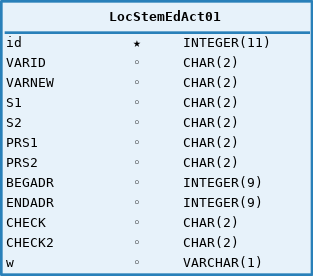 LocStemEdAct01
id ★ INTEGER(11)
VARID ◦ CHAR(2)
VARNEW ◦ CHAR(2)
S1 ◦ CHAR(2)
S2 ◦ CHAR(2)
PRS1 ◦ CHAR(2)
PRS2 ◦ CHAR(2)
BEGADR ◦ INTEGER(9)
ENDADR ◦ INTEGER(9)
CHECK ◦ CHAR(2)
CHECK2 ◦ CHAR(2)
w ◦ VARCHAR(1)